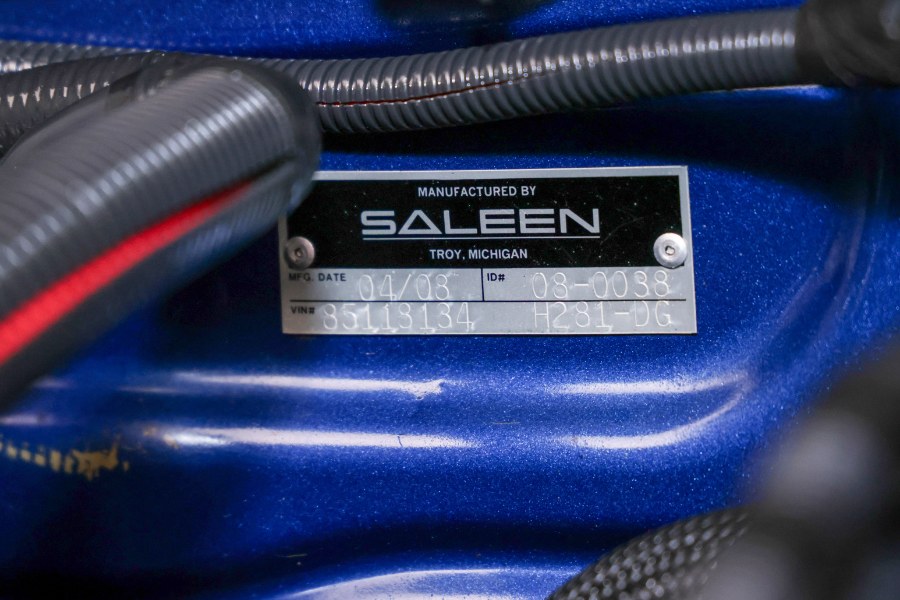 MANUFACTURED BY
SALEEN
TROY, MICHIGAN
MFG. DATE 04/08 ID# 08-0038
VIN# 85113134 H281-DG